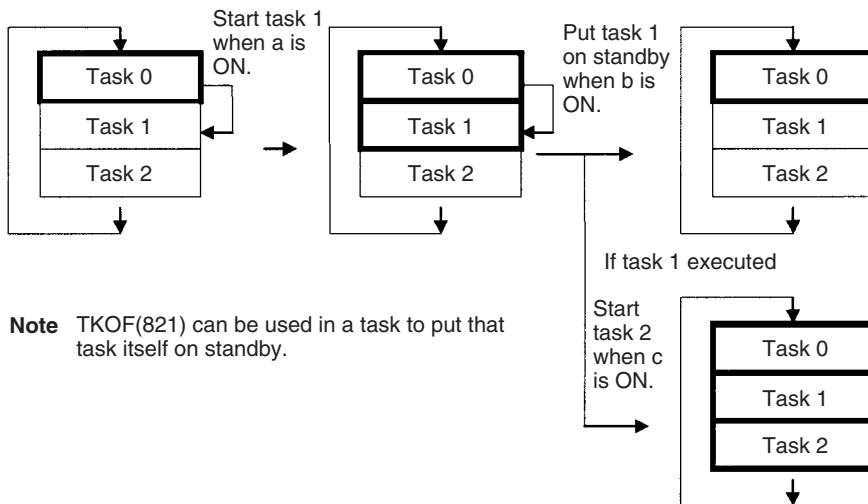 Start task 1
when a is
ON.
Task 0
Task 1
Task 2
Task 0
Task 1
Task 2
Put task 1
on standby
when b is
ON.
Task 0
Task 1
Task 2
If task 1 executed
Note TKOF(821) can be used in a task to put that
task itself on standby.
Start
task 2
when c
is ON.
Task 0
Task 1
Task 2